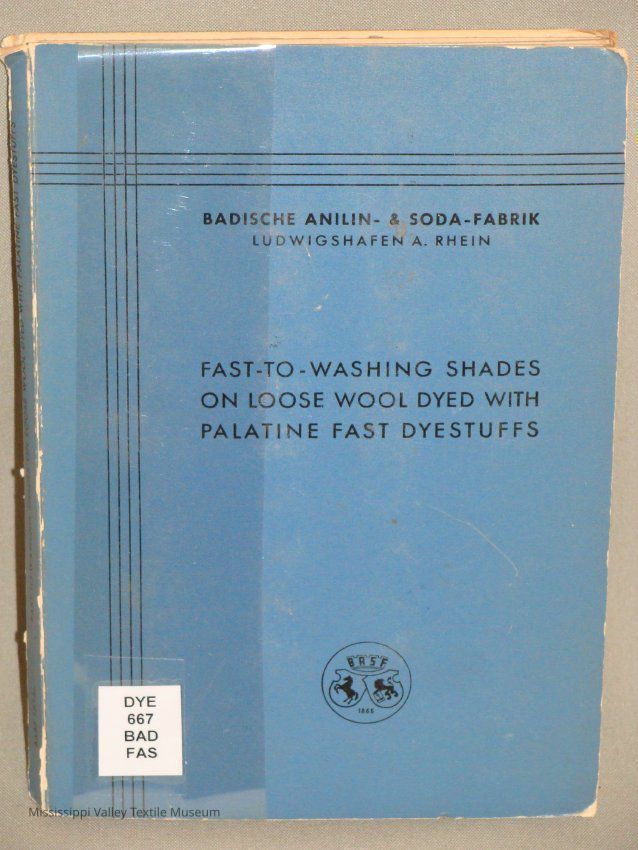 BADISCHE ANILIN- & SODA-FABRIK
LUDWIGSHAFEN A. RHEIN
FAST-TO-WASHING SHADES
ON LOOSE WOOL DYED WITH
PALATINE FAST DYESTUFFS
BASF
DYE
667
BAD
FAS
Mississippi Valley Textile Museum